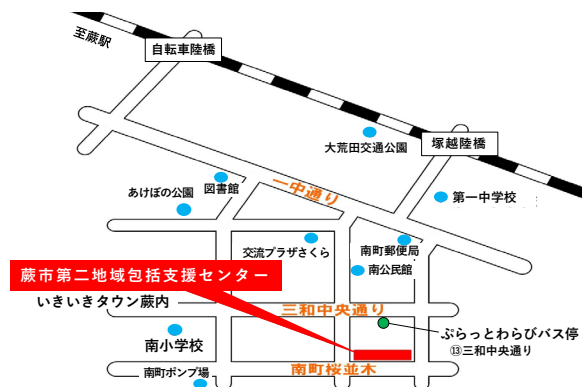 至蕨駅
自転車陸橋
大荒田交通公園
塚越陸橋
一中通り
図書館
あけぼの公園
第一中学校
交流プラザさくら
南町郵便局
南公民館
蕨市第二地域包括支援センター
いきいきタウン蕨内
三和中央通り
ぷらっとわらびバス停
⑬三和中央通り
南小学校
南町桜並木
南町ポンプ場